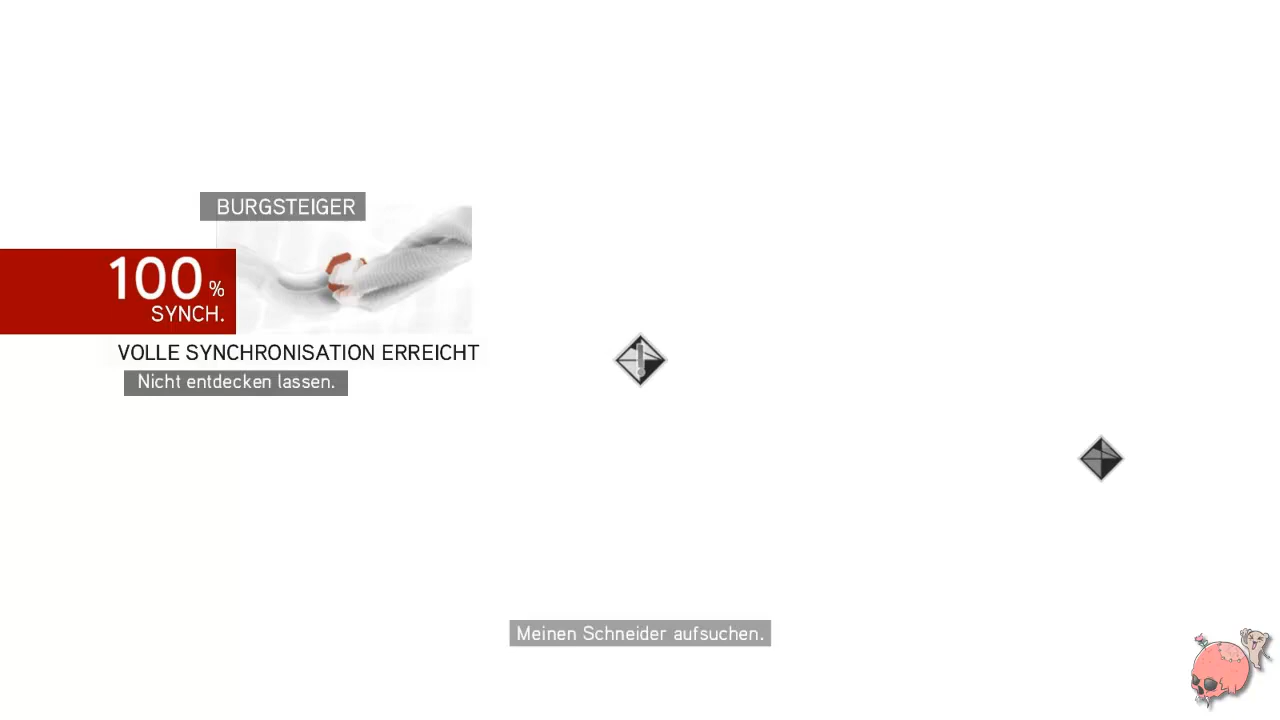 BURGSTEIGER
100 %
SYNCH.
VOLLE SYNCHRONISATION ERREICHT
Nicht entdecken lassen.
Meinen Schneider aufsuchen.